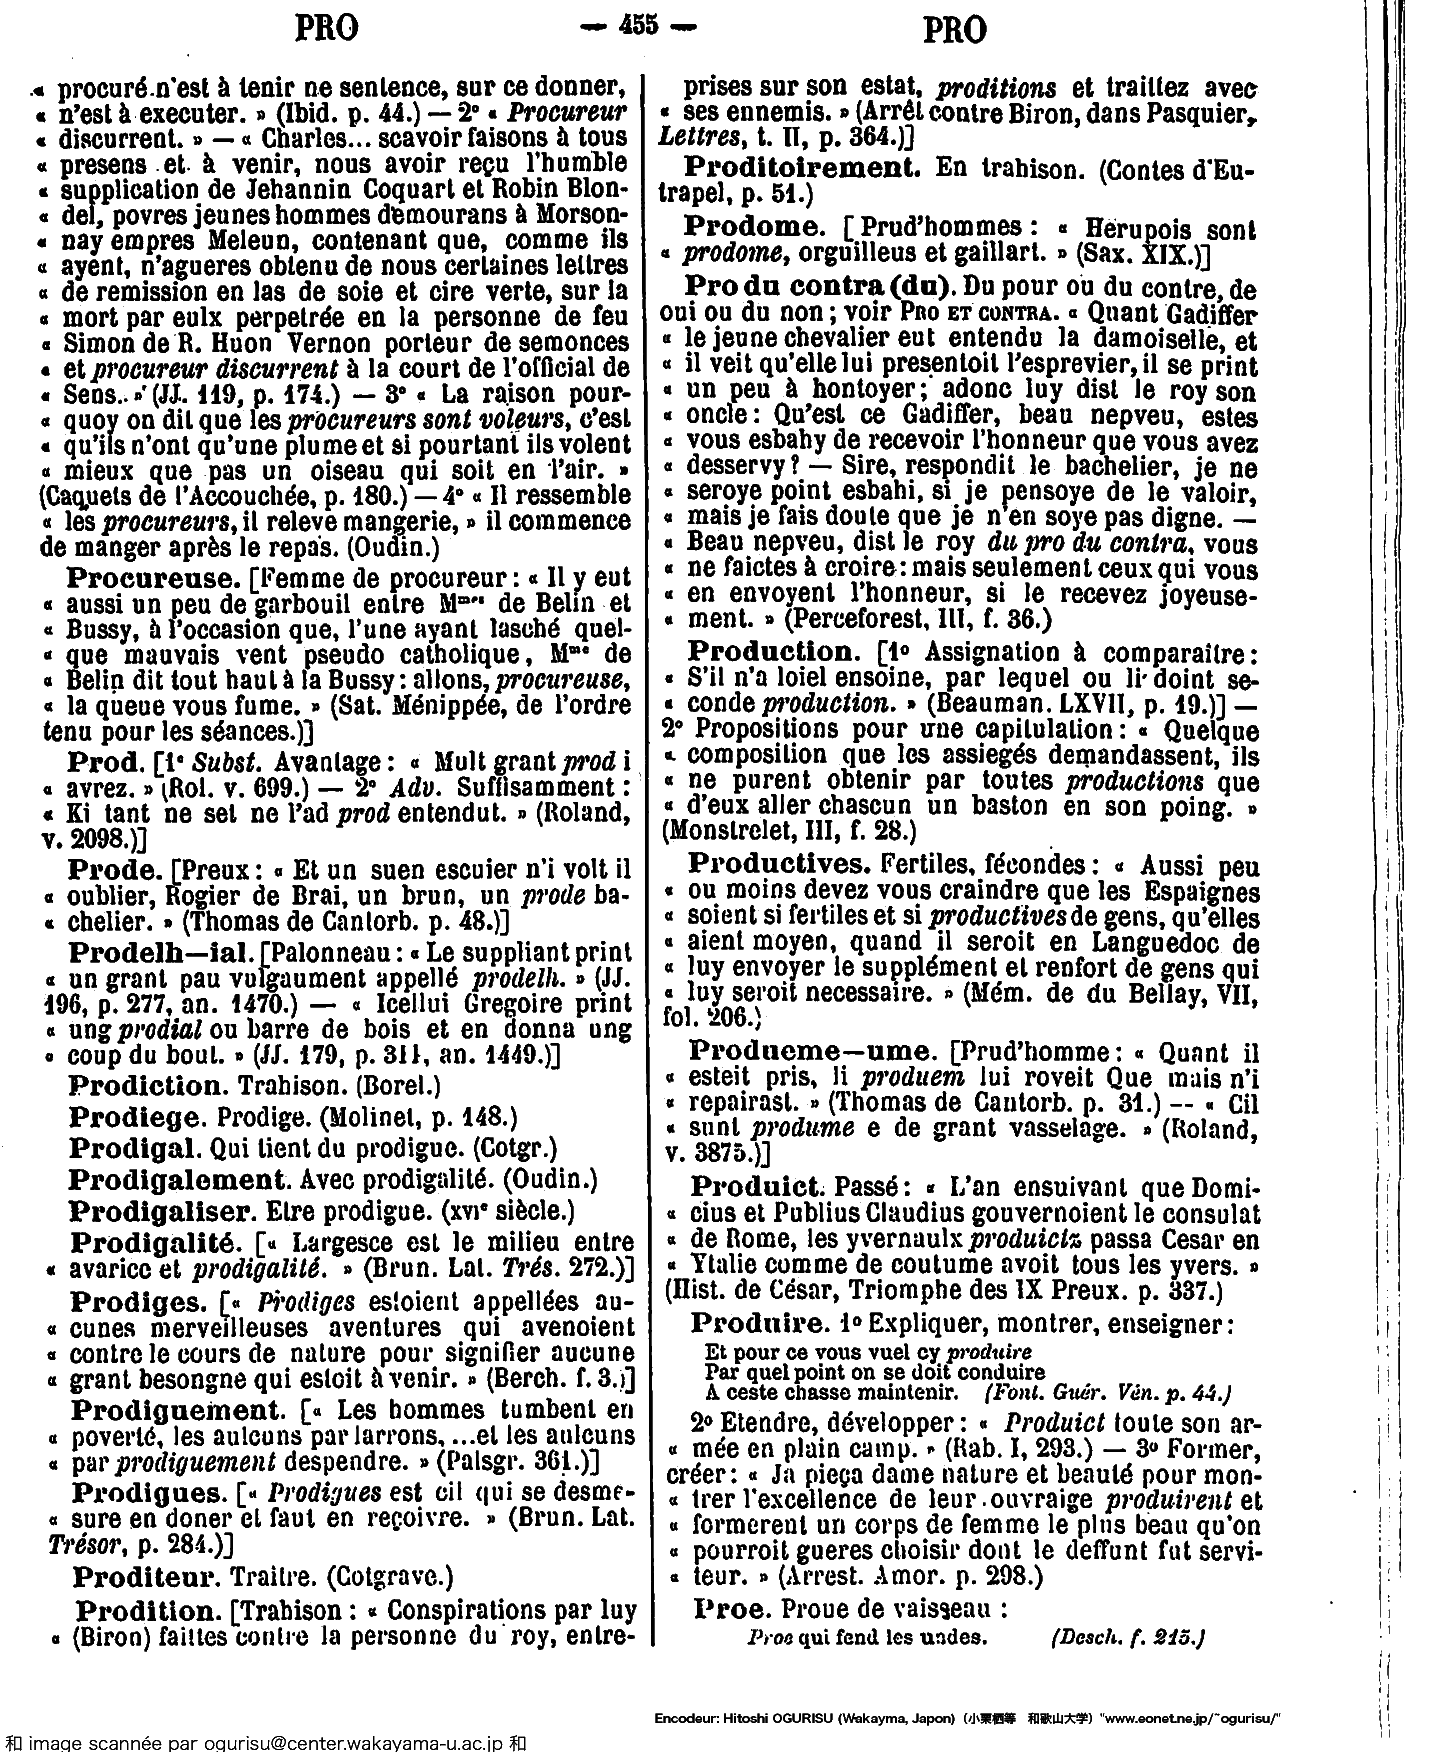 PRO — 455 — PRO
« procuré n'est à tenir ne sentence, sur ce donner,
« n'est à executer. » (Ibid. p. 44.) — 2° « Procureur
« discurrent. » — « Charles... scavoir faisons à tous
« presens et à venir, nous avoir reçu l'humble
« supplication de Jehannin Coquart et Robin Blon-
« del, povres jeunes hommes demourans à Morson-
« nay empres Meleun, contenant que, comme ils
« ayent, n'agueres obtenu de nous certaines lettres
« de remission en las de soie et cire verte, sur la
« mort par eulx perpetrée en la personne de feu
« Simon de R. Huon Vernon porteur de semonces
« et procureur discurrent à la court de l'official de
« Sens. » (JJ. 119, p. 174.) — 3° « La raison pour-
« quoy on dit que les procureurs sont voleurs, c'est
« qu'ils n'ont qu'une plume et si pourtant ils volent
« mieux que pas un oiseau qui soit en l'air. »
(Caquets de l'Accouchée, p. 180.) — 4° « Il ressemble
« les procureurs, il releve mangerie, » il commence
de manger après le repas. (Oudin.)
Procureuse. [Femme de procureur : « Il y eut
« aussi un peu de garbouil entre Mmes de Belin et
« Bussy, à l'occasion que, l'une ayant lasché quel-
« que mauvais vent pseudo catholique, Mme de
« Belin dit tout haut à la Bussy : allons, procureuse,
« la queue vous fume. » (Sat. Ménippée, de l'ordre
tenu pour les séances.)]
Prod. [1° Subst. Avantage : « Mult grant prod i
« avrez. » (Rol. v. 699.) — 2° Adv. Suffisamment :
« Ki tant ne set ne l'ad prod entendut. » (Roland,
v. 2098.)]
Prode. [Preux : « Et un suen escuier n'i volt il
« oublier, Rogier de Brai, un brun, un prode ba-
« chelier. » (Thomas de Cantorb. p. 48.)]
Prodelh—ial. [Palonneau : « Le suppliant print
« un grant pau vulgaument appellé prodelh. » (JJ.
196, p. 277, an. 1470.) — « Icellui Gregoire print
« ung prodial ou barre de bois et en donna ung
« coup du bout. » (JJ. 179, p. 311, an. 1449.)]
Prodiction. Trahison. (Borel.)
Prodiege. Prodige. (Molinet, p. 148.)
Prodigal. Qui tient du prodigue. (Cotgr.)
Prodigalement. Avec prodigalité. (Oudin.)
Prodigaliser. Etre prodigue. (XVIe siècle.)
Prodigalité. [« Largesce est le milieu entre
« avarice et prodigalité. » (Brun. Lat. Trés. 272.)]
Prodiges. [« Prodiges estoient appellées au-
« cunes merveilleuses aventures qui avenoient
« contre le cours de nature pour signifier aucune
« grant besongne qui estoit à venir. » (Berch. f. 3.)]
Prodiguement. [« Les hommes tumbent en
« poverté, les aulcuns par larrons, ...et les aulcuns
« par prodiguement despendre. » (Palsgr. 361.)]
Prodigues. [« Prodigues est cil qui se desme-
« sure en doner et faut en reçoivre. » (Brun. Lat.
Trésor, p. 284.)]
Proditeur. Traitre. (Cotgrave.)
Prodition. [Trahison : « Conspirations par luy
« (Biron) faittes contre la personne du roy, entre-
prises sur son estat, proditions et traittez avec
« ses ennemis. » (Arrêt contre Biron, dans Pasquier,
Lettres, t. II, p. 364.)]
Proditoirement. En trahison. (Contes d'Eu-
trapel, p. 51.)
Prodome. [Prud'hommes : « Herupois sont
« prodome, orguilleus et gaillart. » (Sax. XIX.)]
Pro du contra (du). Du pour ou du contre, de
oui ou du non ; voir PRO ET CONTRA. « Quant Gadiffer
« le jeune chevalier eut entendu la damoiselle, et
« il veit qu'elle lui presentoit l'esprevier, il se print
« un peu à hontoyer ; adonc luy dist le roy son
« oncle : Qu'est ce Gadiffer, beau nepveu, estes
« vous esbahy de recevoir l'honneur que vous avez
« desservy ? — Sire, respondit le bachelier, je ne
« seroye point esbahi, si je pensoye de le valoir,
« mais je fais doute que je n'en soye pas digne. —
« Beau nepveu, dist le roy du pro du contra, vous
« ne faictes à croire : mais seulement ceux qui vous
« en envoyent l'honneur, si le recevez joyeuse-
« ment. » (Perceforest, III, f. 36.)
Production. [1° Assignation à comparaître :
« S'il n'a loiel ensoine, par lequel ou li doint se-
« conde production. » (Beauman. LXVII, p. 19.)] —
2° Propositions pour une capitulation : « Quelque
« composition que les assiegés demandassent, ils
« ne purent obtenir par toutes productions que
« d'eux aller chascun un baston en son poing. »
(Monstrelet, III, f. 28.)
Productives. Fertiles, fécondes : « Aussi peu
« ou moins devez vous craindre que les Espaignes
« soient si fertiles et si productives de gens, qu'elles
« aient moyen, quand il seroit en Languedoc de
« luy envoyer le supplément et renfort de gens qui
« luy seroit necessaire. » (Mém. de du Bellay, VII,
fol. 206.)
Produeme—ume. [Prud'homme : « Quant il
« esteit pris, li produem lui roveit Que mais n'i
« repairast. » (Thomas de Cantorb. p. 31.) — « Cil
« sunt produme e de grant vasselage. » (Roland,
v. 3875.)]
Produict. Passé : « L'an ensuivant que Domi-
« cius et Publius Claudius gouvernoient le consulat
« de Rome, les yvernaulx produictz passa Cesar en
« Ytalie comme de coutume avoit tous les yvers. »
(Hist. de César, Triomphe des IX Preux. p. 337.)
Produire. 1° Expliquer, montrer, enseigner :
Et pour ce vous vuel cy produire
Par quel point on se doit conduire
A ceste chasse maintenir. (Font. Guér. Vén. p. 44.)
2° Etendre, développer : « Produict toute son ar-
« mée en plain camp. » (Rab. I, 293.) — 3° Former,
créer : « Ja pieça dame nature et beauté pour mon-
« trer l'excellence de leur ouvraige produirent et
« formerent un corps de femme le plus beau qu'on
« pourroit gueres choisir dont le deffunt fut servi-
« teur. » (Arrest. Amor. p. 298.)
Proe. Proue de vaisseau :
Proe qui fend les undes. (Desch. f. 215.)
Encodeur: Hitoshi OGURISU (Wakayma, Japon) (小栗栖等 和歌山大学) "www.eonet.ne.jp/~ogurisu/"
和 image scannée par ogurisu@center.wakayama-u.ac.jp 和